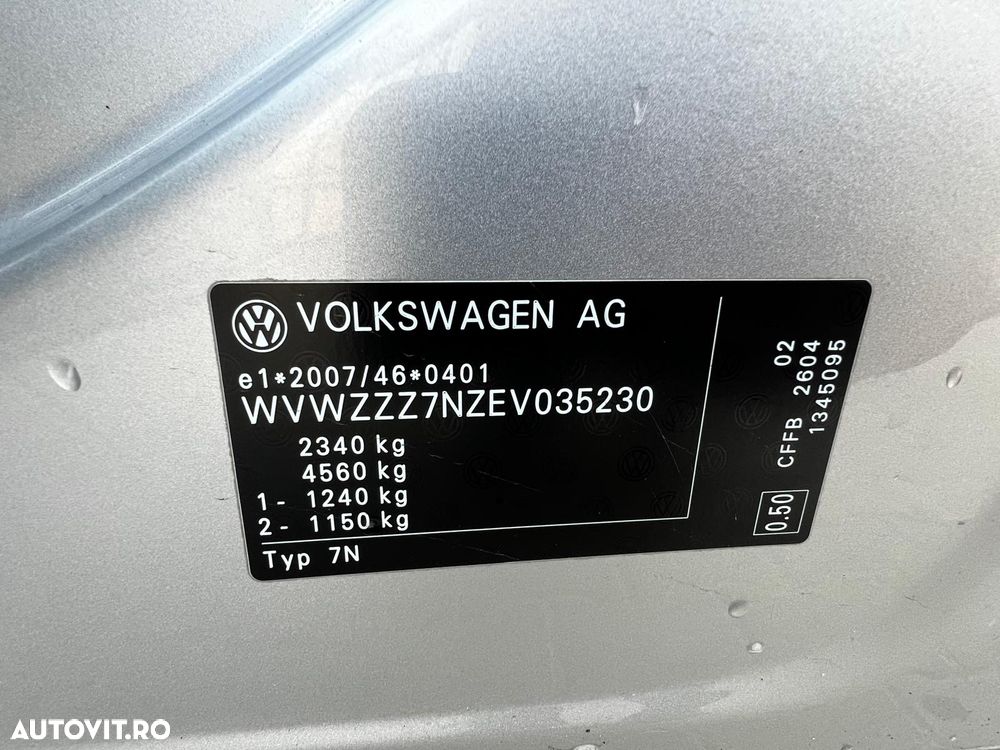 VOLKSWAGEN AG
e1*2007/46*0401
WVWZZZ7NZEV035230
2340 kg
4560 kg
1- 1240 kg
2- 1150 kg
Typ 7N
02
CFFB 2604
1345095
0.50
AUTOVIT.RO